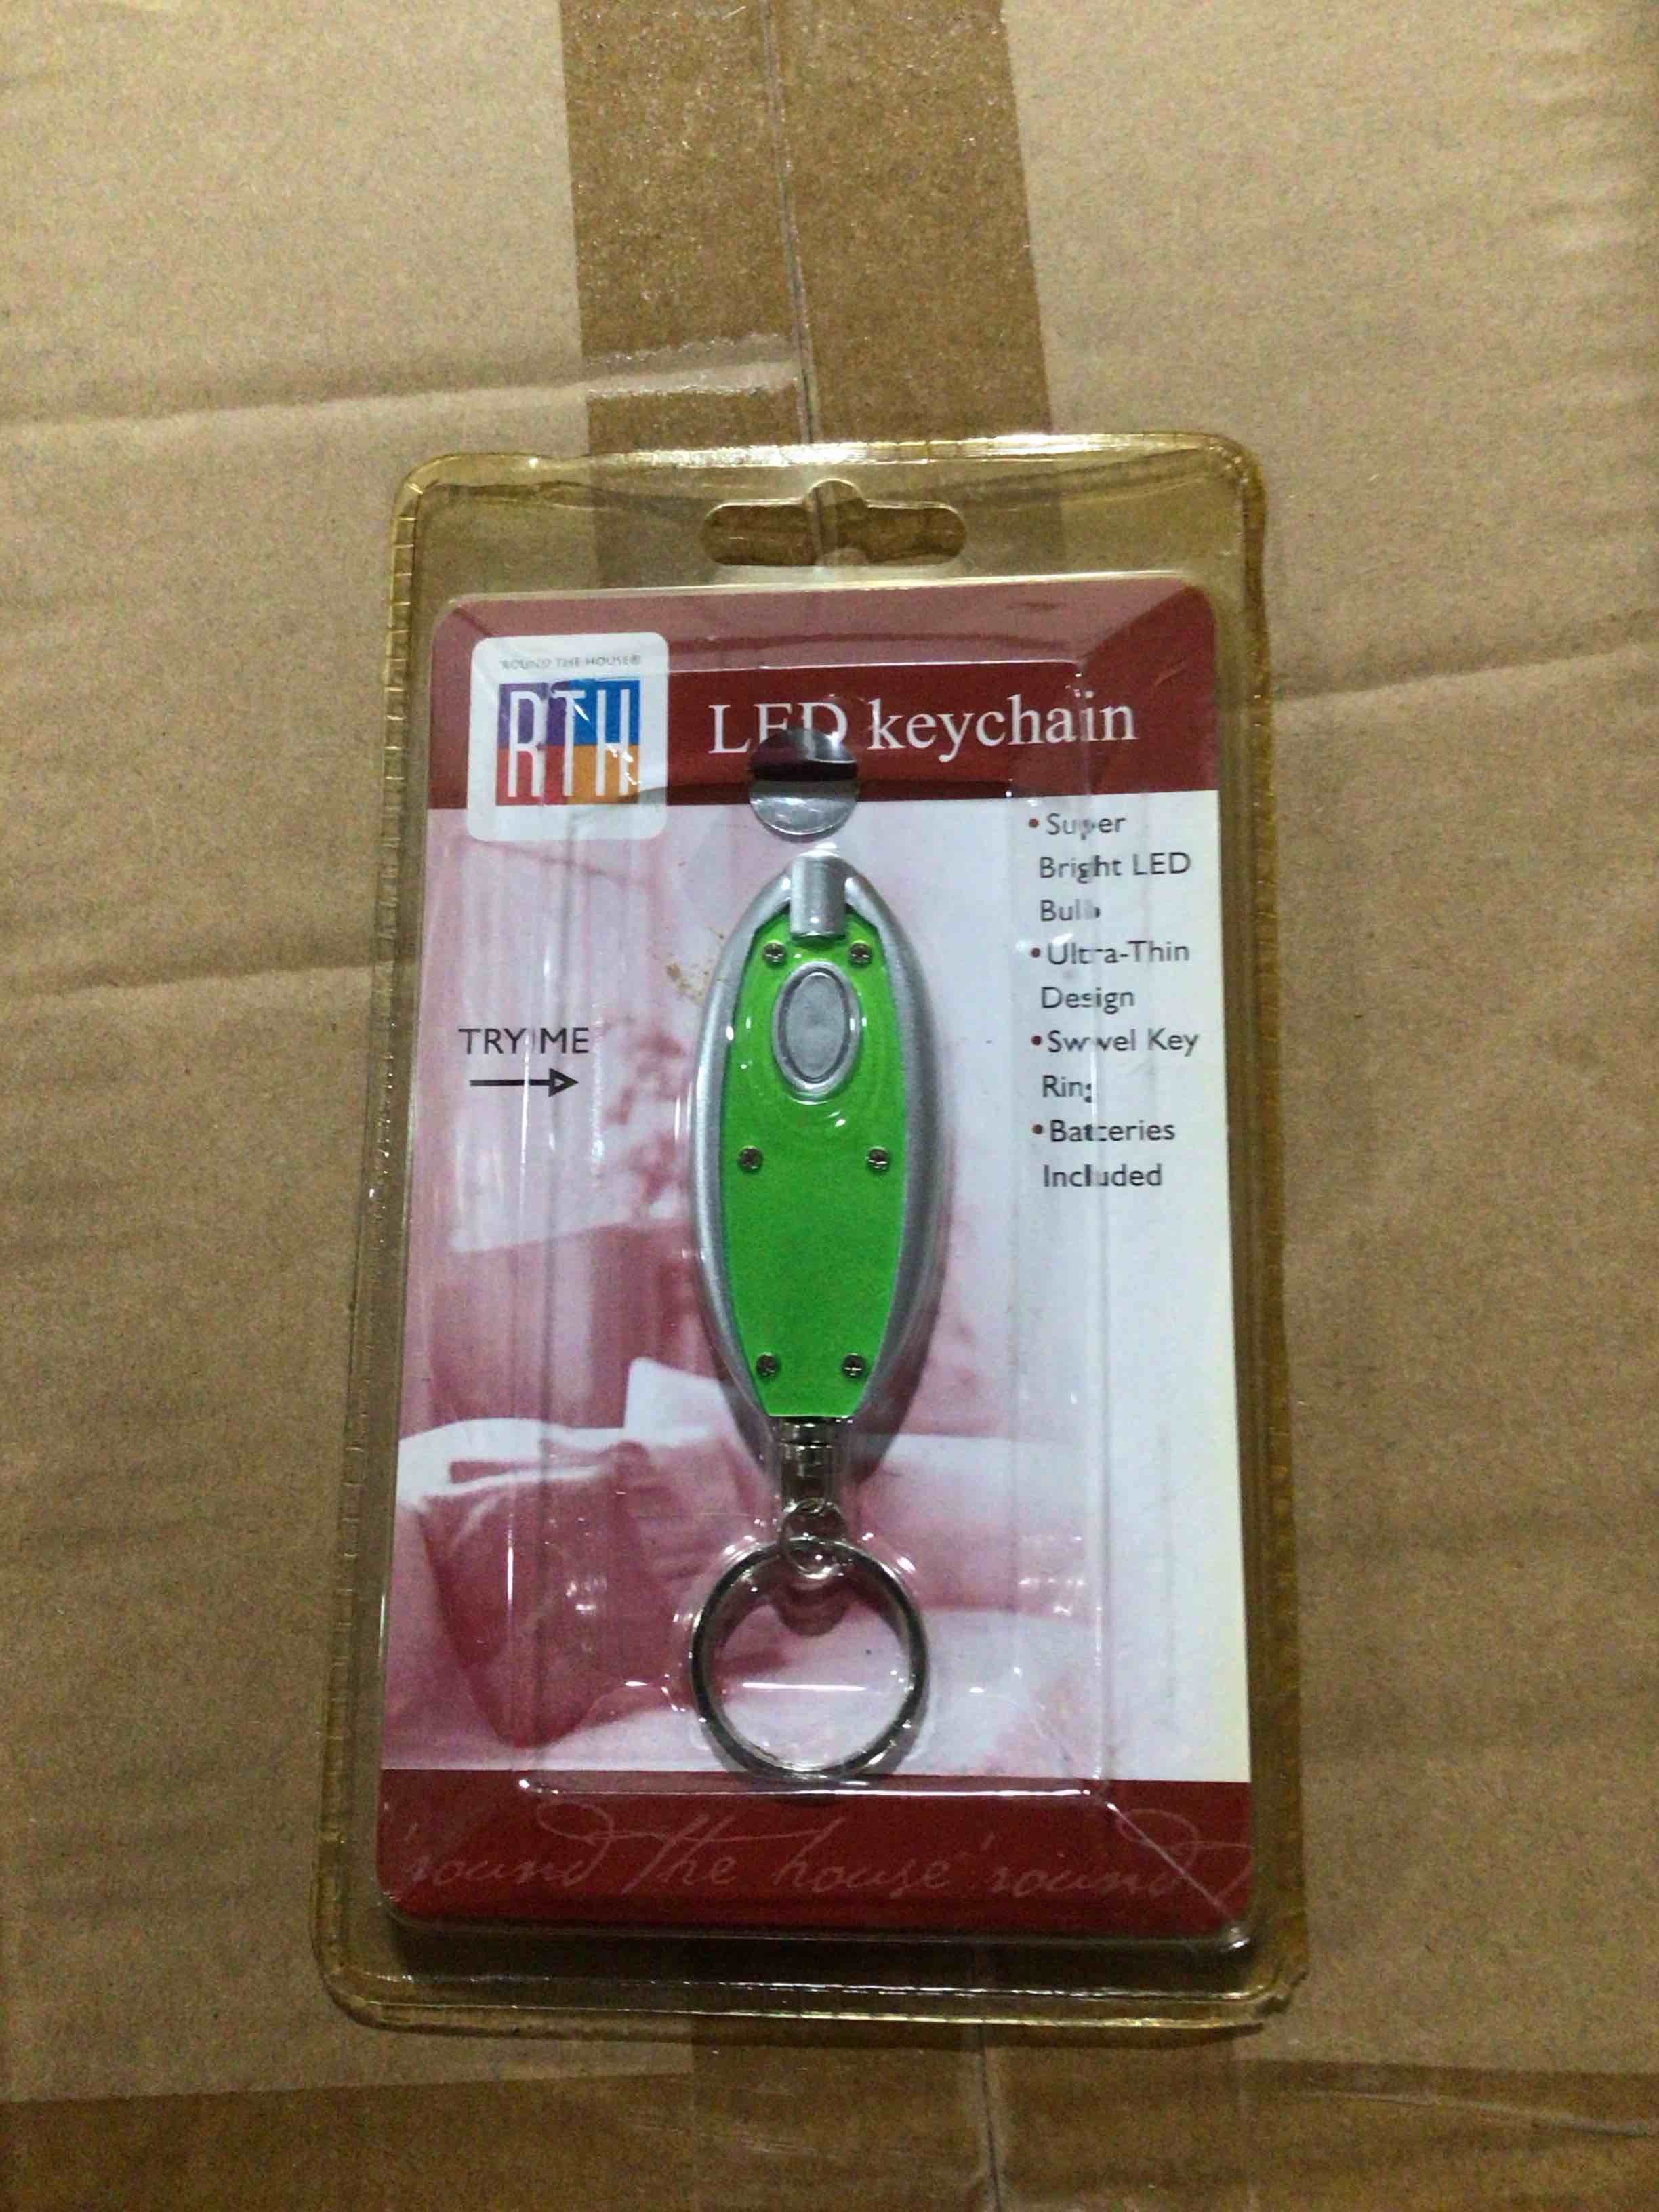 'ROUND THE HOUSE®
RTH
LED keychain
• Super
Bright LED
Bulb
• Ultra-Thin
Design
• Swivel Key
Ring
• Batteries
Included
TRY ME
'round the house 'round